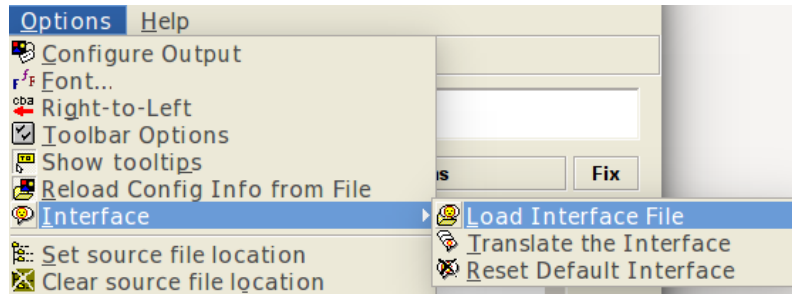 Options Help
Configure Output
Font...
Right-to-Left
Toolbar Options
Show tooltips
Reload Config Info from File
Interface
Set source file location
Clear source file location
Fix
Load Interface File
Translate the Interface
Reset Default Interface